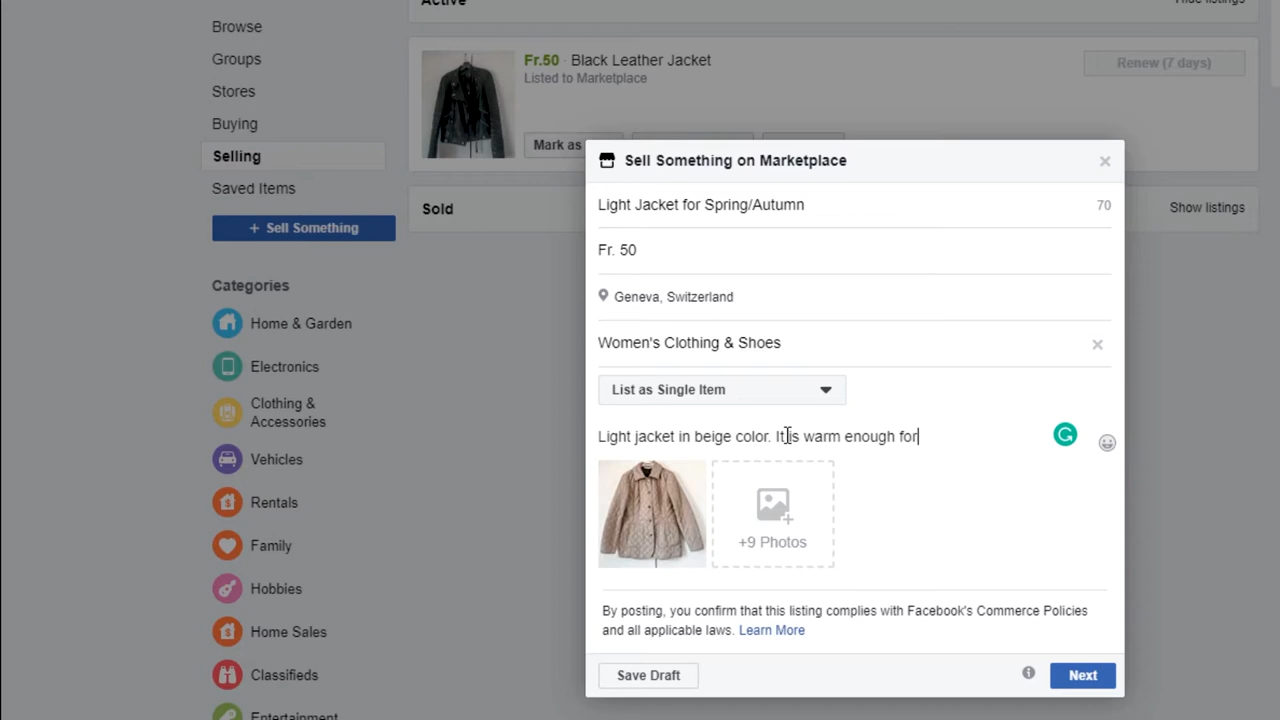 Active
Hide listings
Browse
Groups
Stores
Buying
Selling
Saved Items
+ Sell Something
Categories
Home & Garden
Electronics
Clothing &
Accessories
Vehicles
Rentals
Family
Hobbies
Home Sales
Classifieds
Entertainment
Fr.50 · Black Leather Jacket
Listed to Marketplace
Renew (7 days)
Mark as
Sold
Show listings
Sell Something on Marketplace
Light Jacket for Spring/Autumn 70
Fr. 50
Geneva, Switzerland
Women's Clothing & Shoes
List as Single Item
Light jacket in beige color. It is warm enough for
+9 Photos
By posting, you confirm that this listing complies with Facebook's Commerce Policies
and all applicable laws. Learn More
Save Draft
Next